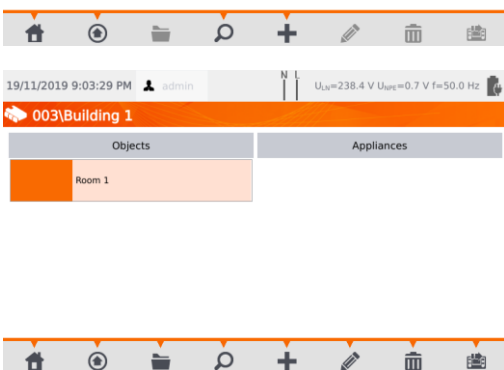 N L
19/11/2019 9:03:29 PM admin ULN=238.4 V UNPE=0.7 V f=50.0 Hz
003\Building 1
Objects Appliances
Room 1